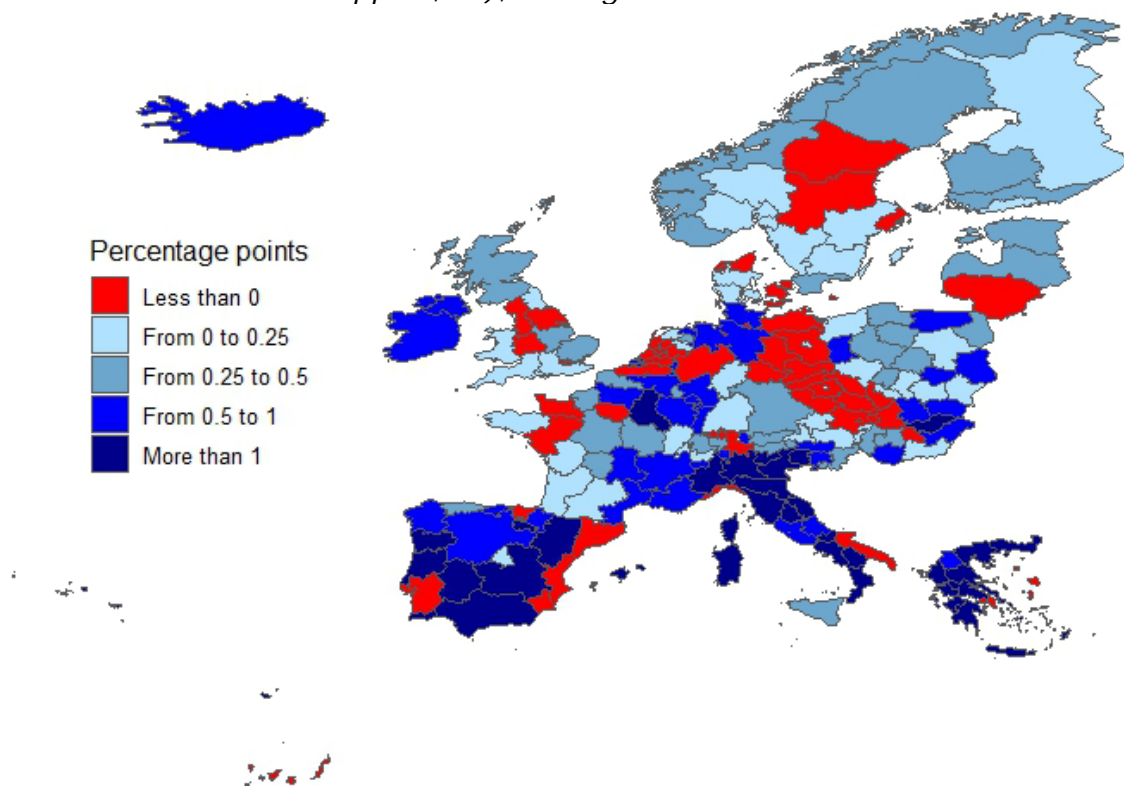 Percentage points
Less than 0
From 0 to 0.25
From 0.25 to 0.5
From 0.5 to 1
More than 1